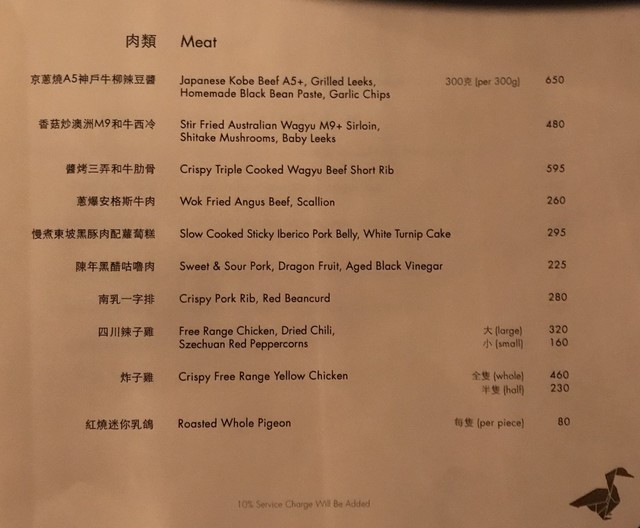 肉類 Meat
京蔥燒A5神戶牛柳辣豆醬 Japanese Kobe Beef A5+, Grilled Leeks, 300克 (per 300g) 650
Homemade Black Bean Paste, Garlic Chips
香菇炒澳洲M9和牛西冷 Stir Fried Australian Wagyu M9+ Sirloin, 480
Shitake Mushrooms, Baby Leeks
醬烤三弄和牛肋骨 Crispy Triple Cooked Wagyu Beef Short Rib 595
蔥爆安格斯牛肉 Wok Fried Angus Beef, Scallion 260
慢煮東坡黑豚肉配蘿蔔糕 Slow Cooked Sticky Iberico Pork Belly, White Turnip Cake 295
陳年黑醋咕嚕肉 Sweet & Sour Pork, Dragon Fruit, Aged Black Vinegar 225
南乳一字排 Crispy Pork Rib, Red Beancurd 280
四川辣子雞 Free Range Chicken, Dried Chili, 大 (large) 320
Szechuan Red Peppercorns 小 (small) 160
炸子雞 Crispy Free Range Yellow Chicken 全隻 (whole) 460
半隻 (half) 230
紅燒迷你乳鴿 Roasted Whole Pigeon 每隻 (per piece) 80
10% Service Charge Will Be Added